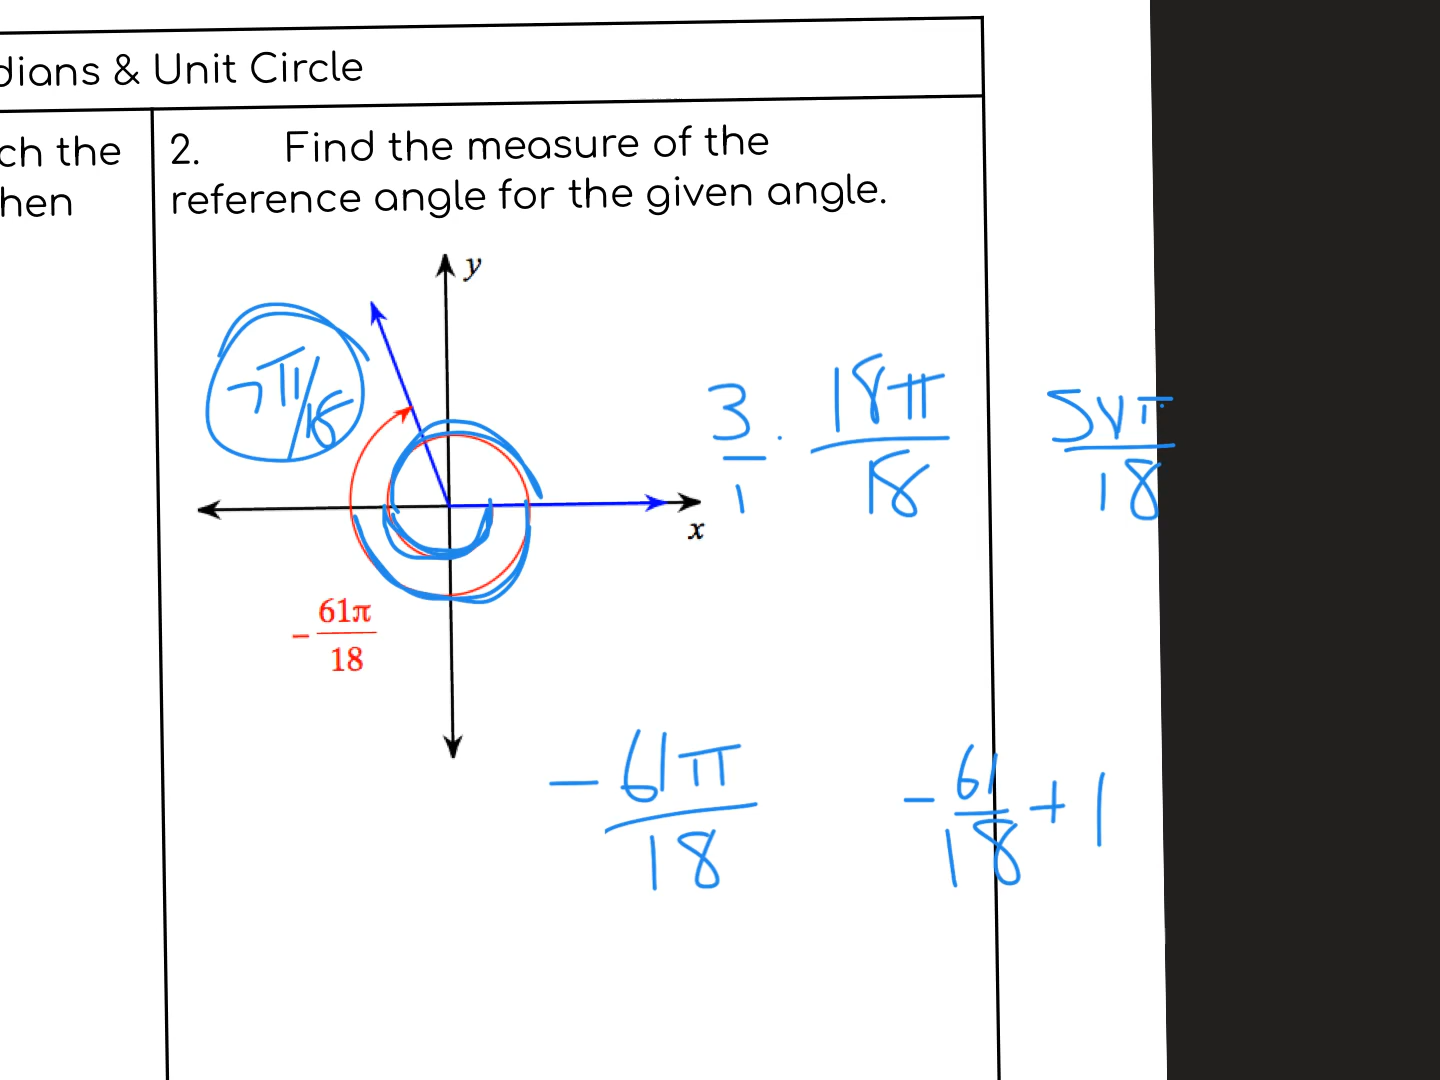 dians & Unit Circle
ch the
hen
2. Find the measure of the
reference angle for the given angle.
y
x
7π/18
3/1 · 18π/18
54π/18
-61π/18
-61π/18
-61/18 + 1